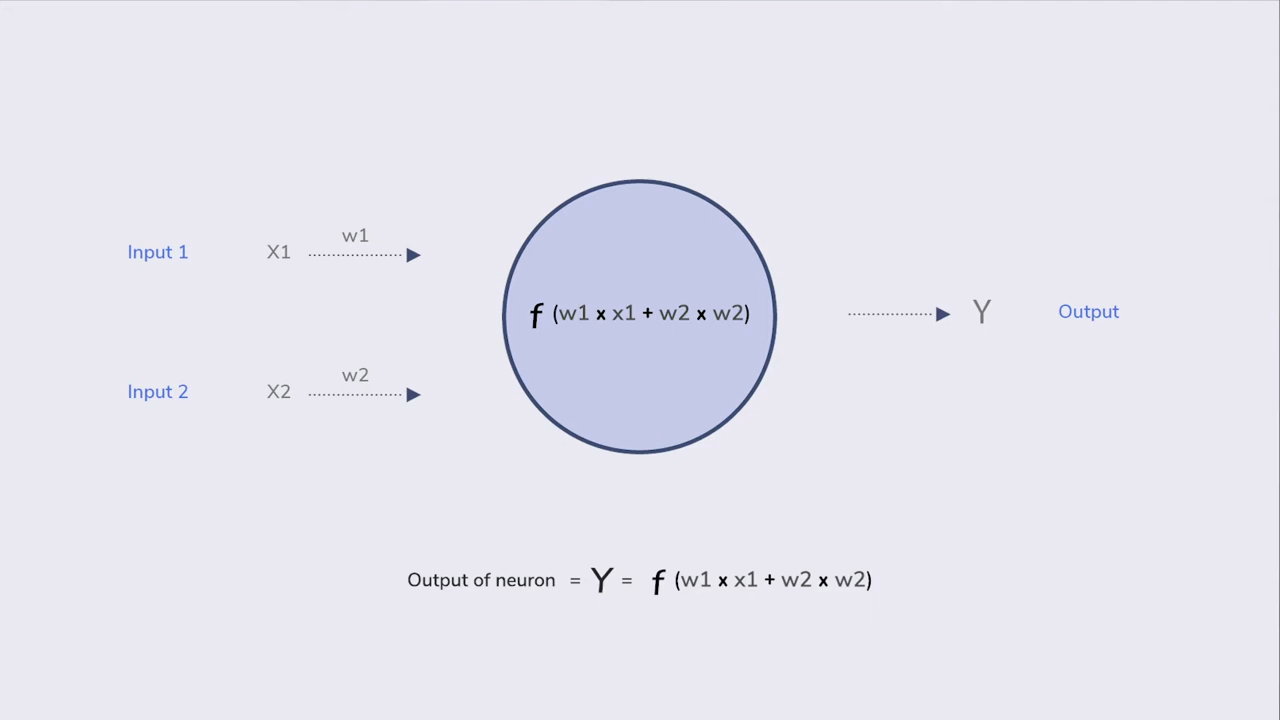 w1
Input 1 X1
f (w1 x x1 + w2 x w2)
Y Output
w2
Input 2 X2
Output of neuron = Y = f (w1 x x1 + w2 x w2)